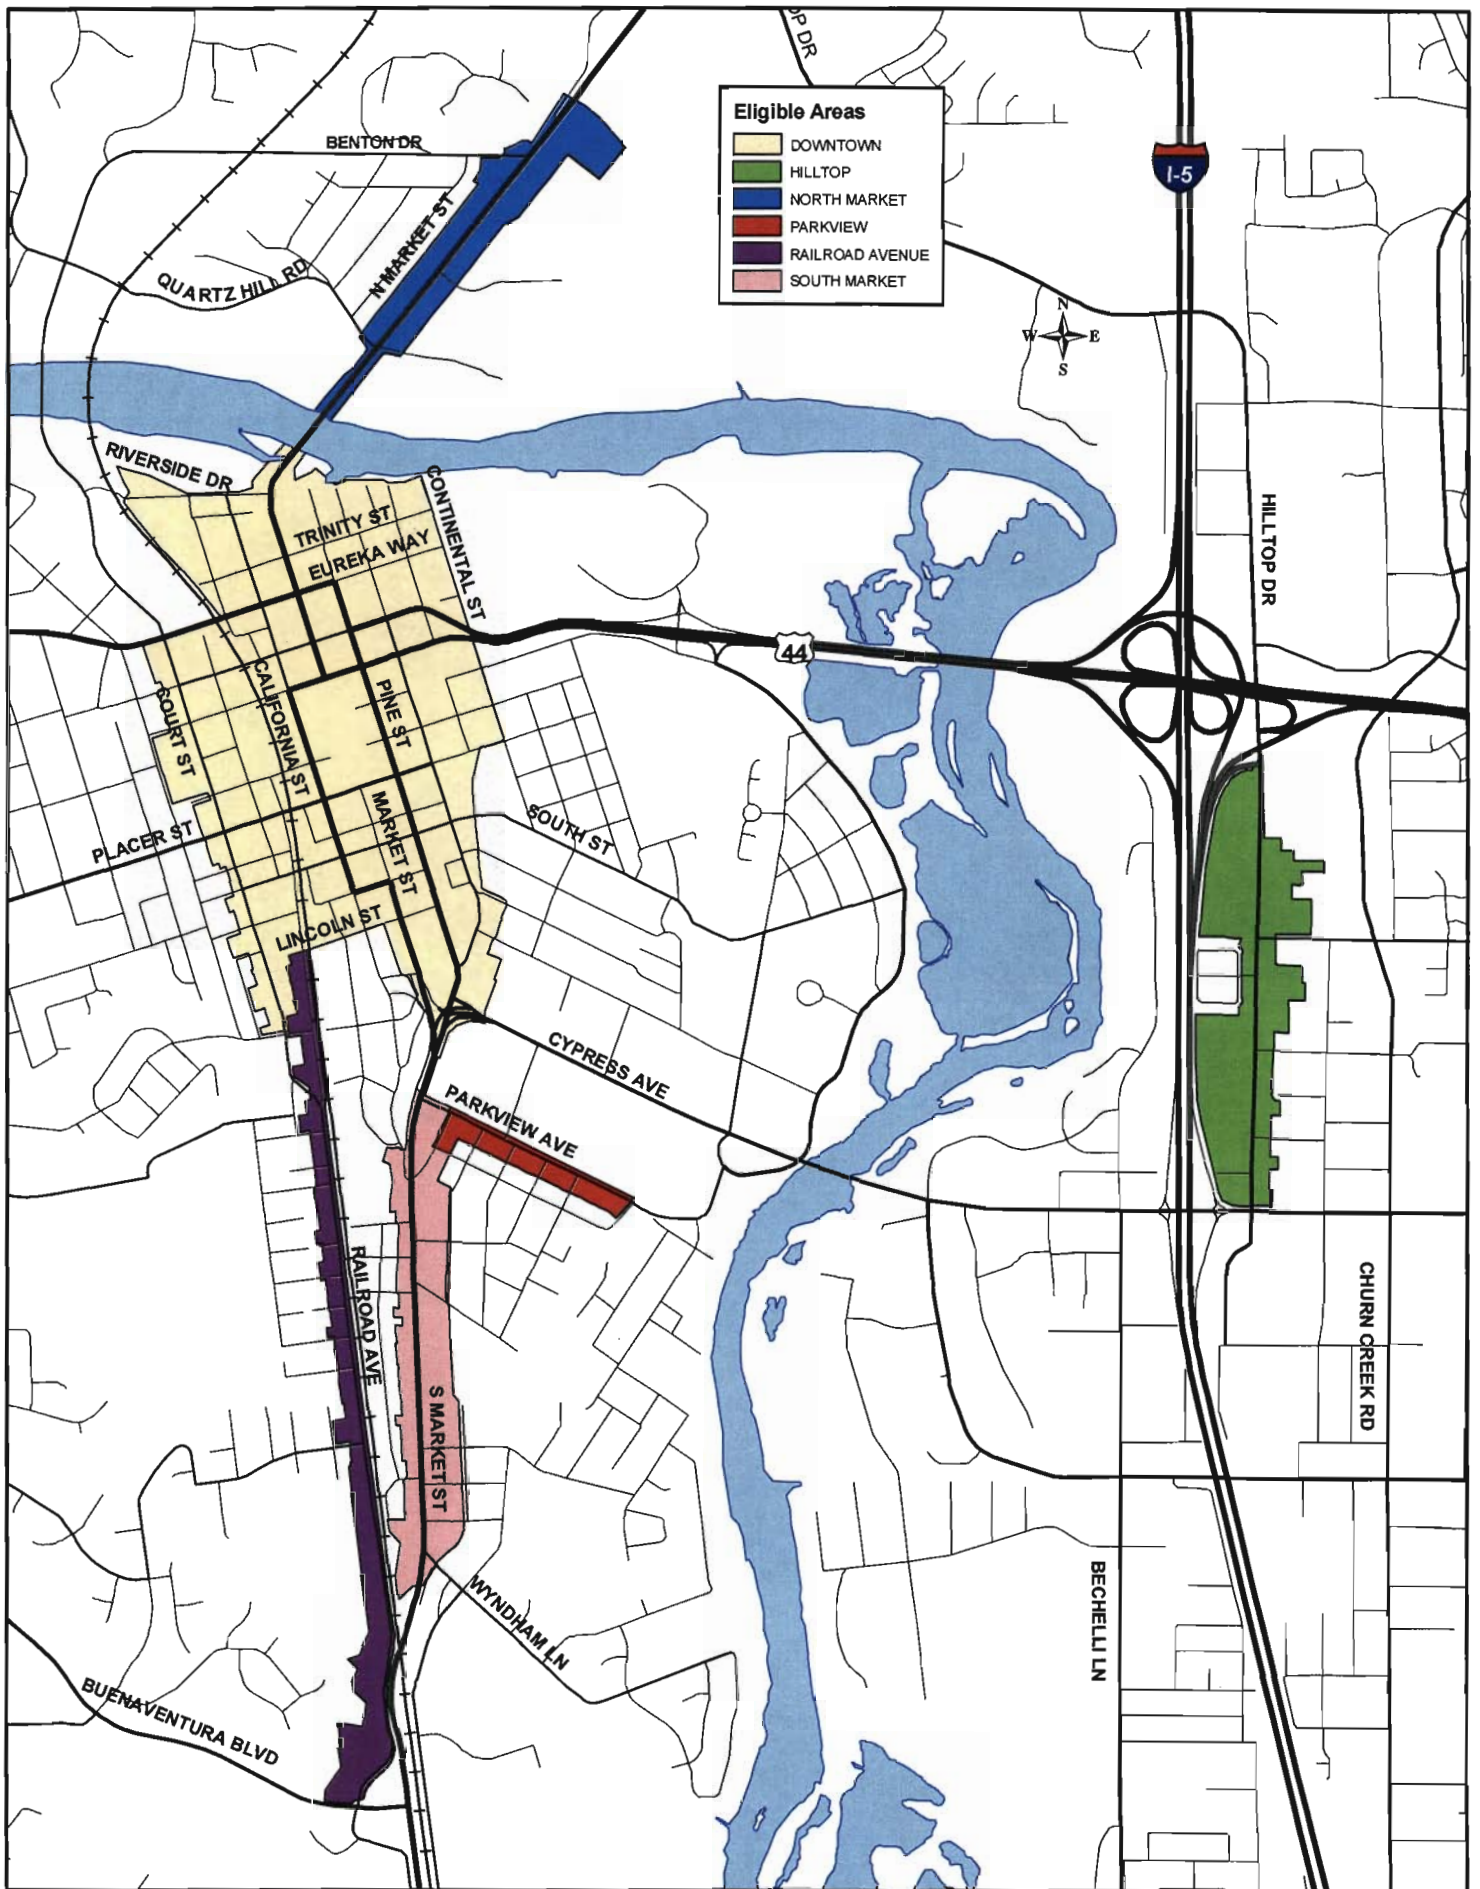 OP DR
Eligible Areas
DOWNTOWN
HILLTOP
NORTH MARKET
PARKVIEW
RAILROAD AVENUE
SOUTH MARKET
BENTON DR
I-5
N MARKET ST
QUARTZ HILL RD
N
W E
S
RIVERSIDE DR
CONTINENTAL ST
TRINITY ST
EUREKA WAY
HILLTOP DR
44
COURT ST
CALIFORNIA ST
PINE ST
PLACER ST
MARKET ST
SOUTH ST
LINCOLN ST
CYPRESS AVE
PARKVIEW AVE
RAILROAD AVE
CHURN CREEK RD
S MARKET ST
WYNDHAM LN
BECHELLI LN
BUENAVENTURA BLVD